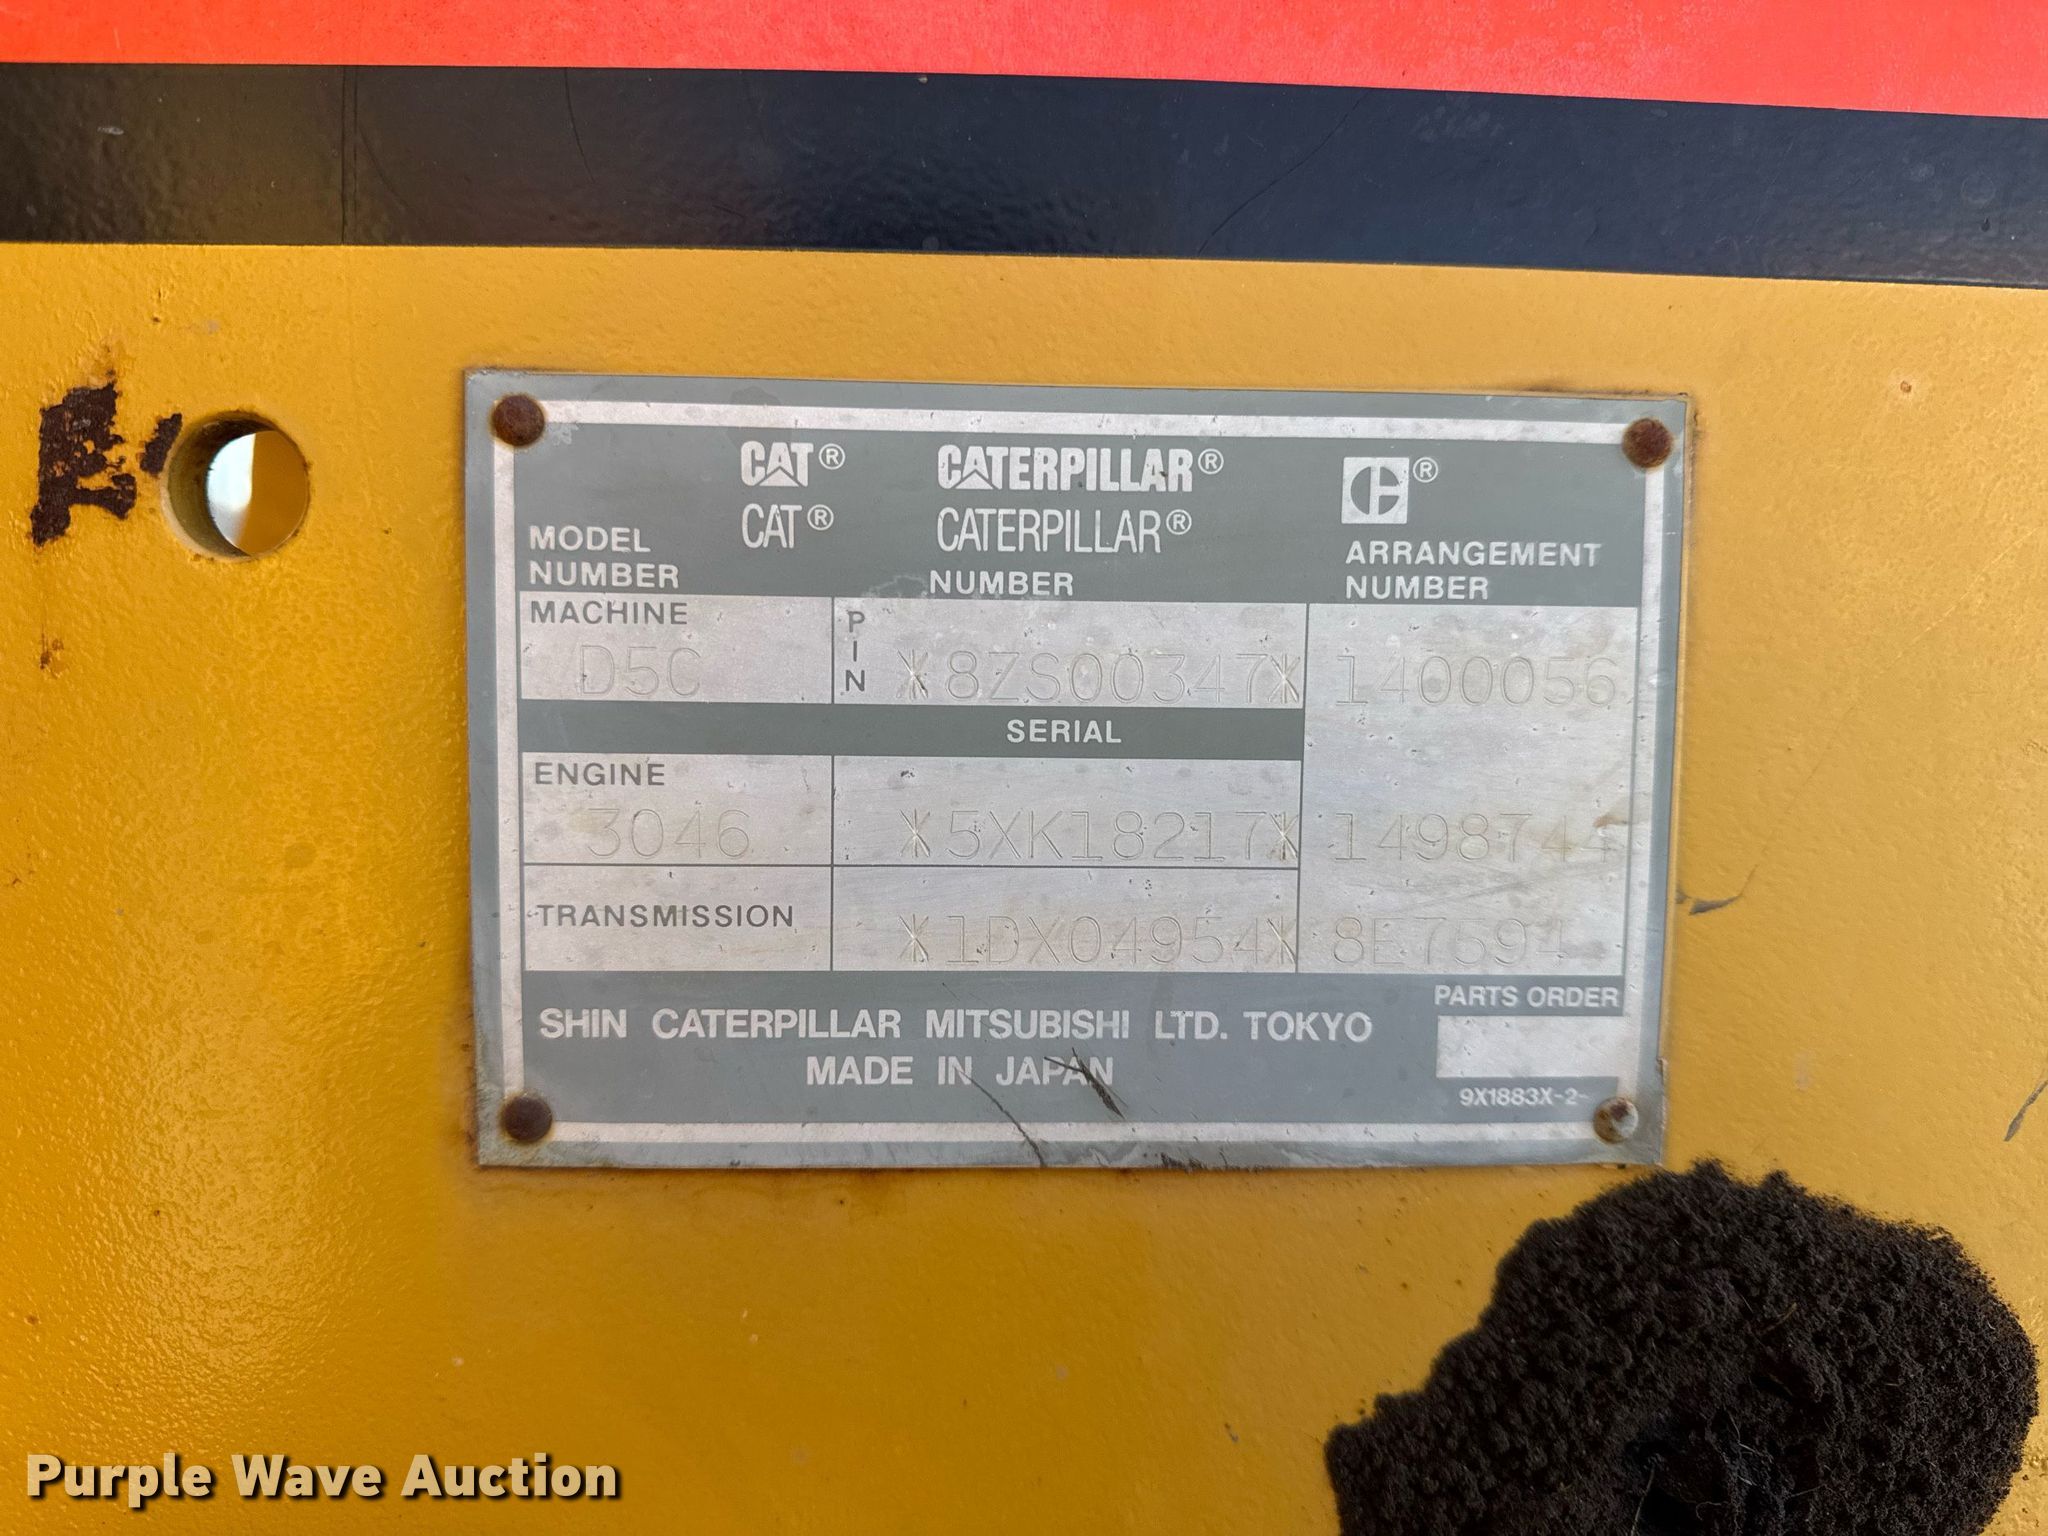 CAT® CATERPILLAR® ®
CAT® CATERPILLAR®
MODEL NUMBER NUMBER ARRANGEMENT NUMBER
MACHINE
D5C PIN *8ZS00347* 1400056
SERIAL
ENGINE
3046 *5XK18217* 1498744
TRANSMISSION *1DX04954* 8E7594
PARTS ORDER
SHIN CATERPILLAR MITSUBISHI LTD. TOKYO
MADE IN JAPAN
9X1883X-2-
Purple Wave Auction